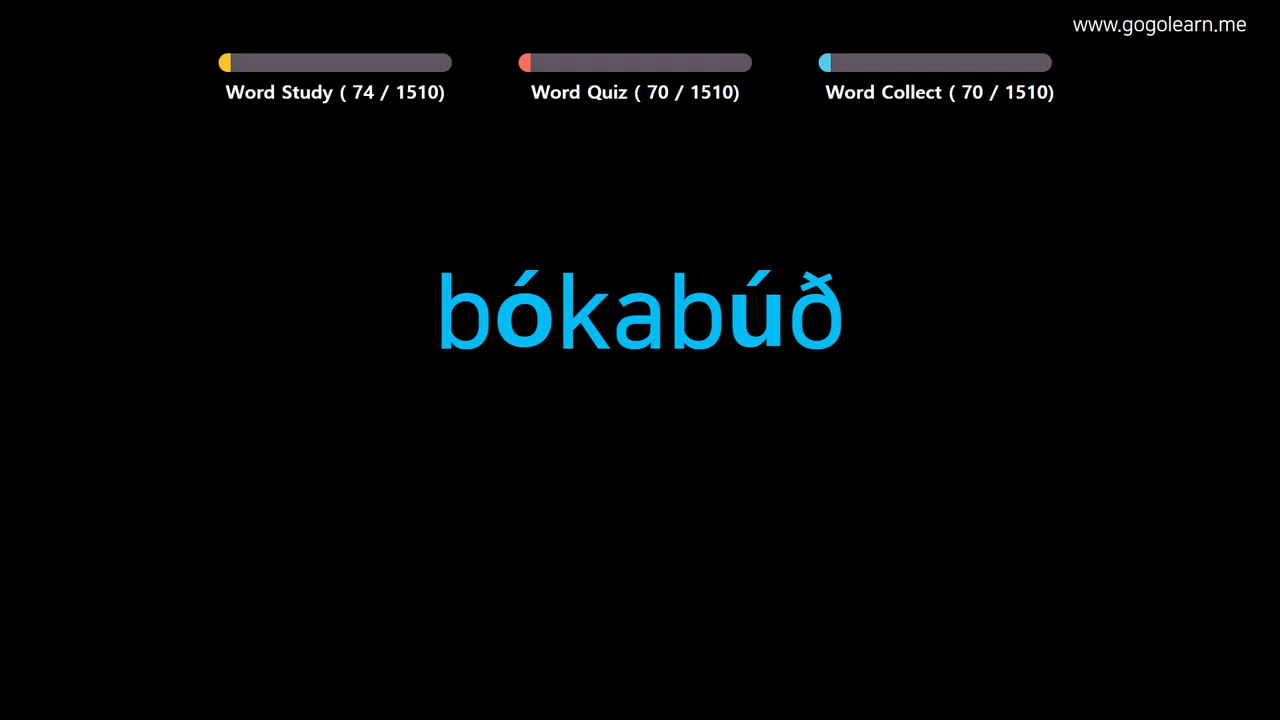 www.gogolearn.me
Word Study ( 74 / 1510)
Word Quiz ( 70 / 1510)
Word Collect ( 70 / 1510)
bókabúð